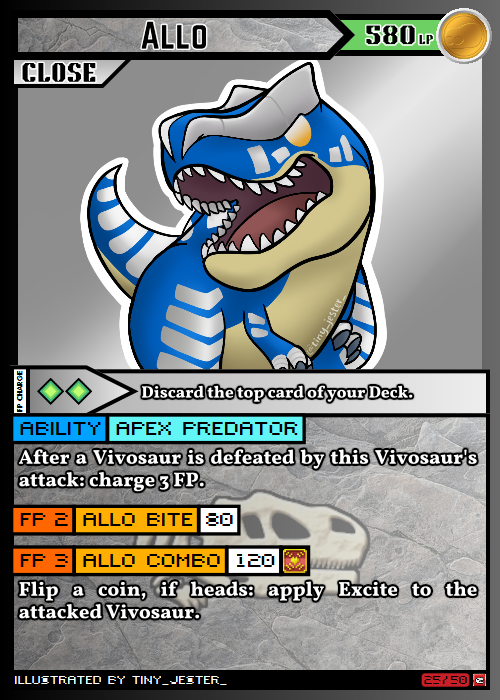 ALLO
580 LP
CLOSE
@tiny_jester_
FP CHARGE
Discard the top card of your Deck.
ABILITY APEX PREDATOR
After a Vivosaur is defeated by this Vivosaur's
attack: charge 3 FP.
FP 2 ALLO BITE 80
FP 3 ALLO COMBO 120
Flip a coin, if heads: apply Excite to the
attacked Vivosaur.
ILLUSTRATED BY TINY_JESTER_
25/50